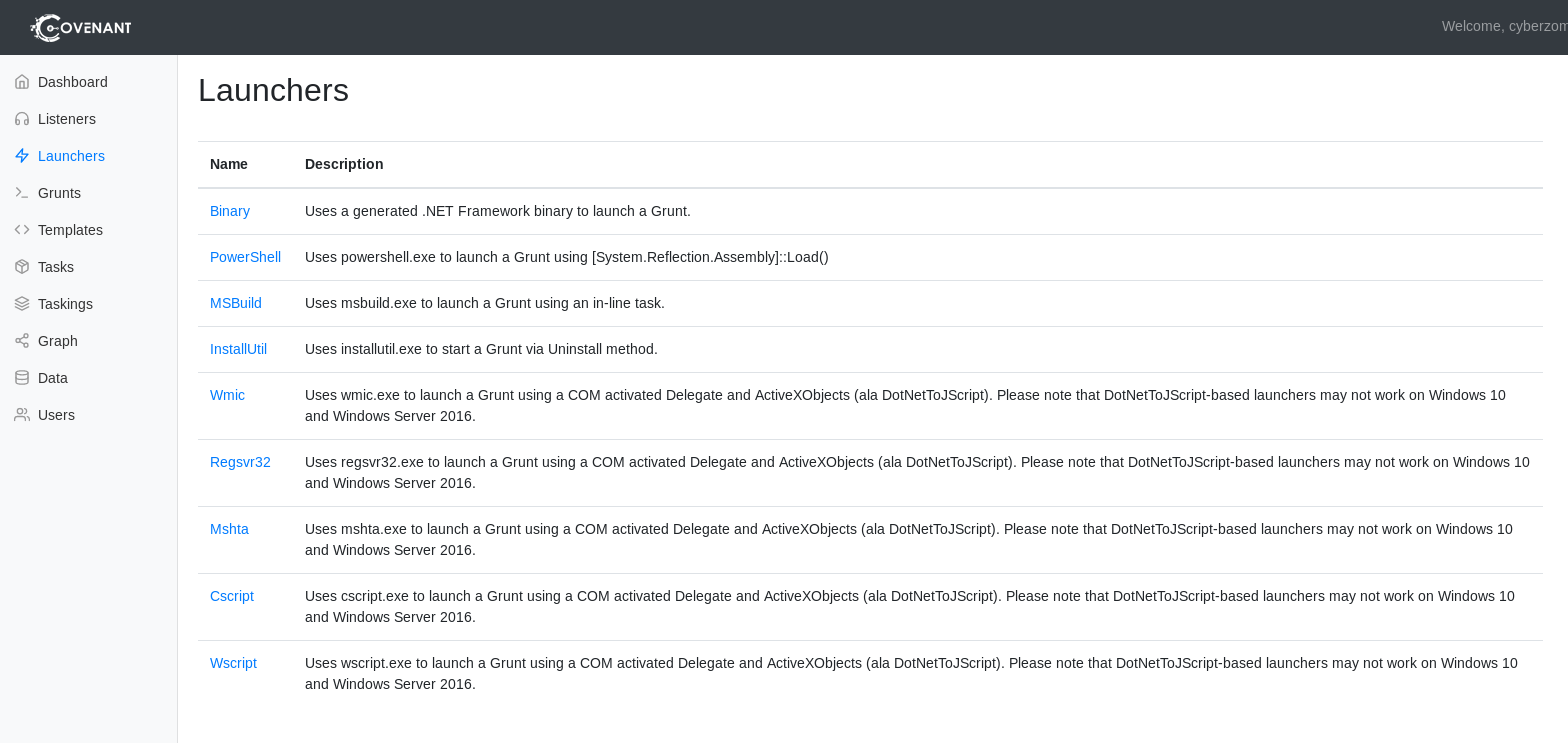 COVENANT
Welcome, cyberzom
Dashboard
Listeners
Launchers
Grunts
Templates
Tasks
Taskings
Graph
Data
Users
Launchers
Name Description
Binary Uses a generated .NET Framework binary to launch a Grunt.
PowerShell Uses powershell.exe to launch a Grunt using [System.Reflection.Assembly]::Load()
MSBuild Uses msbuild.exe to launch a Grunt using an in-line task.
InstallUtil Uses installutil.exe to start a Grunt via Uninstall method.
Wmic Uses wmic.exe to launch a Grunt using a COM activated Delegate and ActiveXObjects (ala DotNetToJScript). Please note that DotNetToJScript-based launchers may not work on Windows 10
and Windows Server 2016.
Regsvr32 Uses regsvr32.exe to launch a Grunt using a COM activated Delegate and ActiveXObjects (ala DotNetToJScript). Please note that DotNetToJScript-based launchers may not work on Windows 10
and Windows Server 2016.
Mshta Uses mshta.exe to launch a Grunt using a COM activated Delegate and ActiveXObjects (ala DotNetToJScript). Please note that DotNetToJScript-based launchers may not work on Windows 10
and Windows Server 2016.
Cscript Uses cscript.exe to launch a Grunt using a COM activated Delegate and ActiveXObjects (ala DotNetToJScript). Please note that DotNetToJScript-based launchers may not work on Windows 10
and Windows Server 2016.
Wscript Uses wscript.exe to launch a Grunt using a COM activated Delegate and ActiveXObjects (ala DotNetToJScript). Please note that DotNetToJScript-based launchers may not work on Windows 10
and Windows Server 2016.